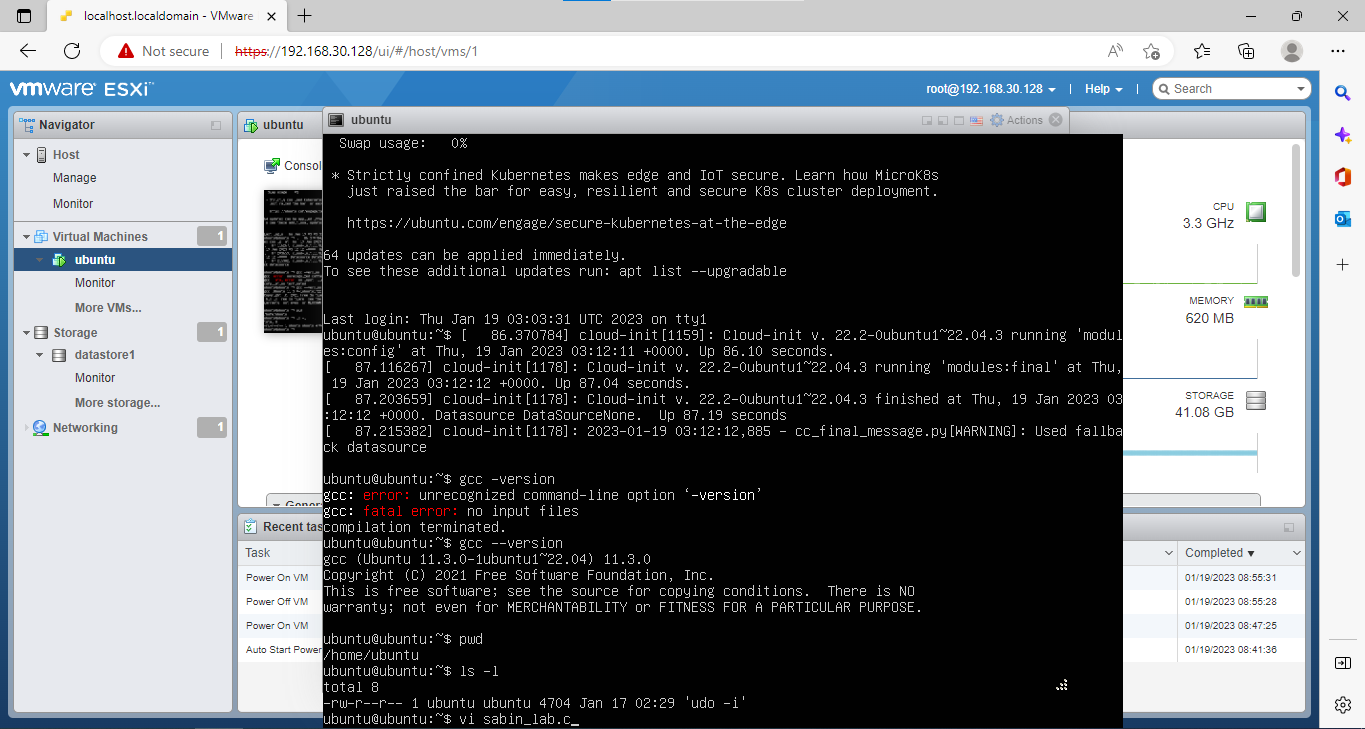 localhost.localdomain - VMware
Not secure
https://192.168.30.128/ui/#/host/vms/1
vmware ESXi™
root@192.168.30.128
Help
Search
Navigator
Host
Manage
Monitor
Virtual Machines
1
ubuntu
Monitor
More VMs...
Storage
1
datastore1
Monitor
More storage...
Networking
1
ubuntu
Consol
ubuntu
Actions
Swap usage: 0%
* Strictly confined Kubernetes makes edge and IoT secure. Learn how MicroK8s
just raised the bar for easy, resilient and secure K8s cluster deployment.
https://ubuntu.com/engage/secure-kubernetes-at-the-edge
64 updates can be applied immediately.
To see these additional updates run: apt list --upgradable
Last login: Thu Jan 19 03:03:31 UTC 2023 on tty1
ubuntu@ubuntu:~$ [   86.370784] cloud-init[1159]: Cloud-init v. 22.2-0ubuntu1~22.04.3 running 'modul
es:config' at Thu, 19 Jan 2023 03:12:11 +0000. Up 86.10 seconds.
[   87.116267] cloud-init[1178]: Cloud-init v. 22.2-0ubuntu1~22.04.3 running 'modules:final' at Thu,
19 Jan 2023 03:12:12 +0000. Up 87.04 seconds.
[   87.203659] cloud-init[1178]: Cloud-init v. 22.2-0ubuntu1~22.04.3 finished at Thu, 19 Jan 2023 03
:12:12 +0000. Datasource DataSourceNone.  Up 87.19 seconds
[   87.215382] cloud-init[1178]: 2023-01-19 03:12:12,885 - cc_final_message.py[WARNING]: Used fallba
ck datasource
ubuntu@ubuntu:~$ gcc -version
gcc: error: unrecognized command-line option ‘-version’
gcc: fatal error: no input files
compilation terminated.
ubuntu@ubuntu:~$ gcc --version
gcc (Ubuntu 11.3.0-1ubuntu1~22.04) 11.3.0
Copyright (C) 2021 Free Software Foundation, Inc.
This is free software; see the source for copying conditions.  There is NO
warranty; not even for MERCHANTABILITY or FITNESS FOR A PARTICULAR PURPOSE.
ubuntu@ubuntu:~$ pwd
/home/ubuntu
ubuntu@ubuntu:~$ ls -l
total 8
-rw-r--r-- 1 ubuntu ubuntu 4704 Jan 17 02:29 'udo -i'
ubuntu@ubuntu:~$ vi sabin_lab.c_
CPU
3.3 GHz
MEMORY
620 MB
STORAGE
41.08 GB
Recent tas
Task
Completed
Power On VM
01/19/2023 08:55:31
Power Off VM
01/19/2023 08:55:28
Power On VM
01/19/2023 08:47:25
Auto Start Power
01/19/2023 08:41:36